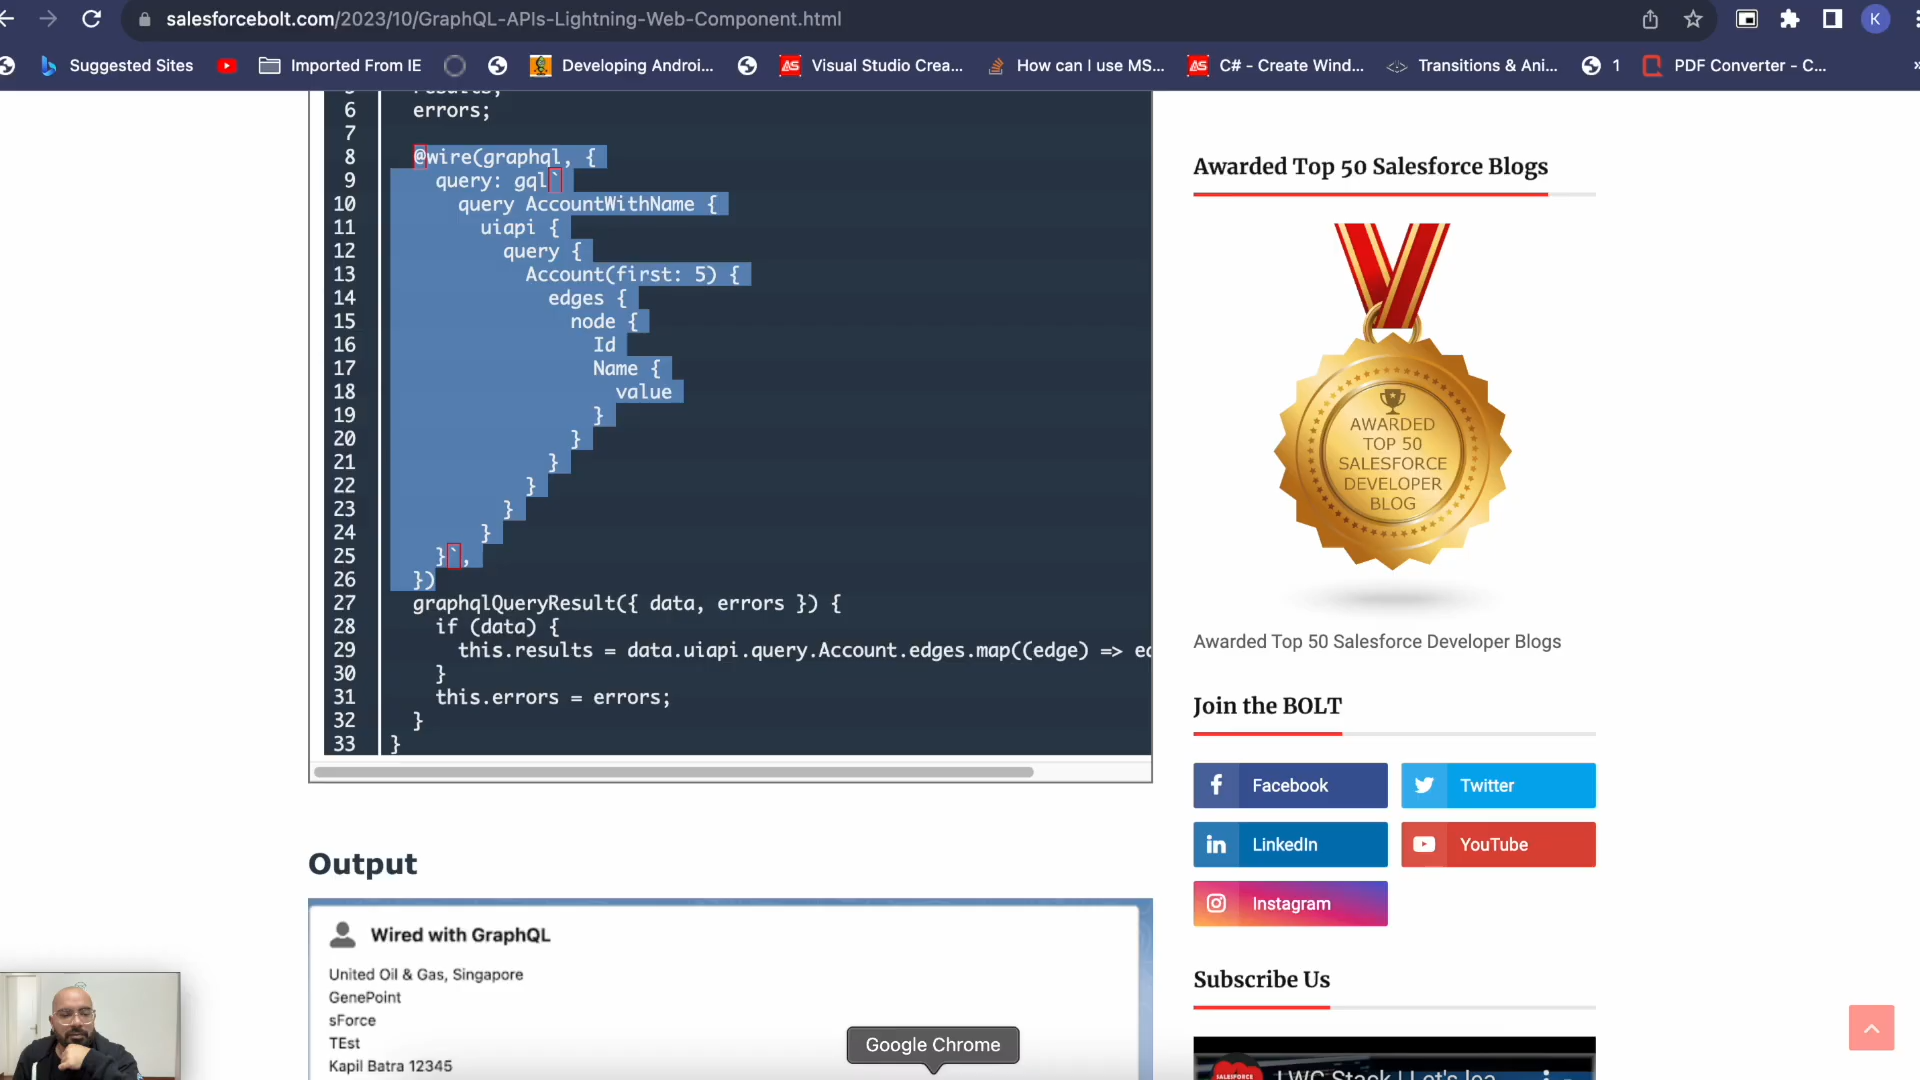 salesforcebolt.com/2023/10/GraphQL-APIs-Lightning-Web-Component.html
K
Suggested Sites
Imported From IE
Developing Androi...
AS
Visual Studio Crea...
How can I use MS...
AS
C# - Create Wind...
Transitions & Ani...
1
PDF Converter - C...
»
6 errors;
7
8 @wire(graphql, {
9 query: gql`
10 query AccountWithName {
11 uiapi {
12 query {
13 Account(first: 5) {
14 edges {
15 node {
16 Id
17 Name {
18 value
19 }
20 }
21 }
22 }
23 }
24 }
25 }`,
26 })
27 graphqlQueryResult({ data, errors }) {
28 if (data) {
29 this.results = data.uiapi.query.Account.edges.map((edge) =>
30 }
31 this.errors = errors;
32 }
33 }
Output
Wired with GraphQL
United Oil & Gas, Singapore
GenePoint
sForce
TEst
Kapil Batra 12345
Google Chrome
Awarded Top 50 Salesforce Blogs
AWARDED
TOP 50
SALESFORCE
DEVELOPER
BLOG
Awarded Top 50 Salesforce Developer Blogs
Join the BOLT
Facebook
Twitter
LinkedIn
YouTube
Instagram
Subscribe Us
SALESFORCE
LWC Stack | Let's lea